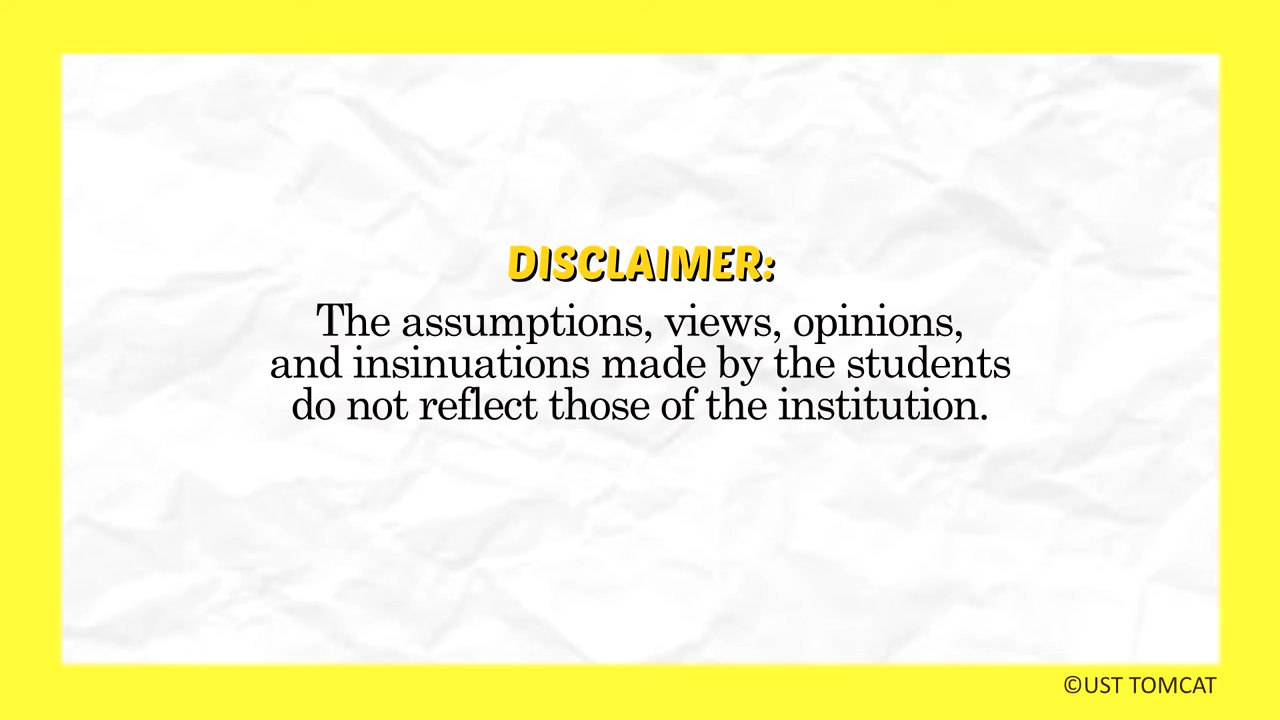 DISCLAIMER:
The assumptions, views, opinions,
and insinuations made by the students
do not reflect those of the institution.
©UST TOMCAT